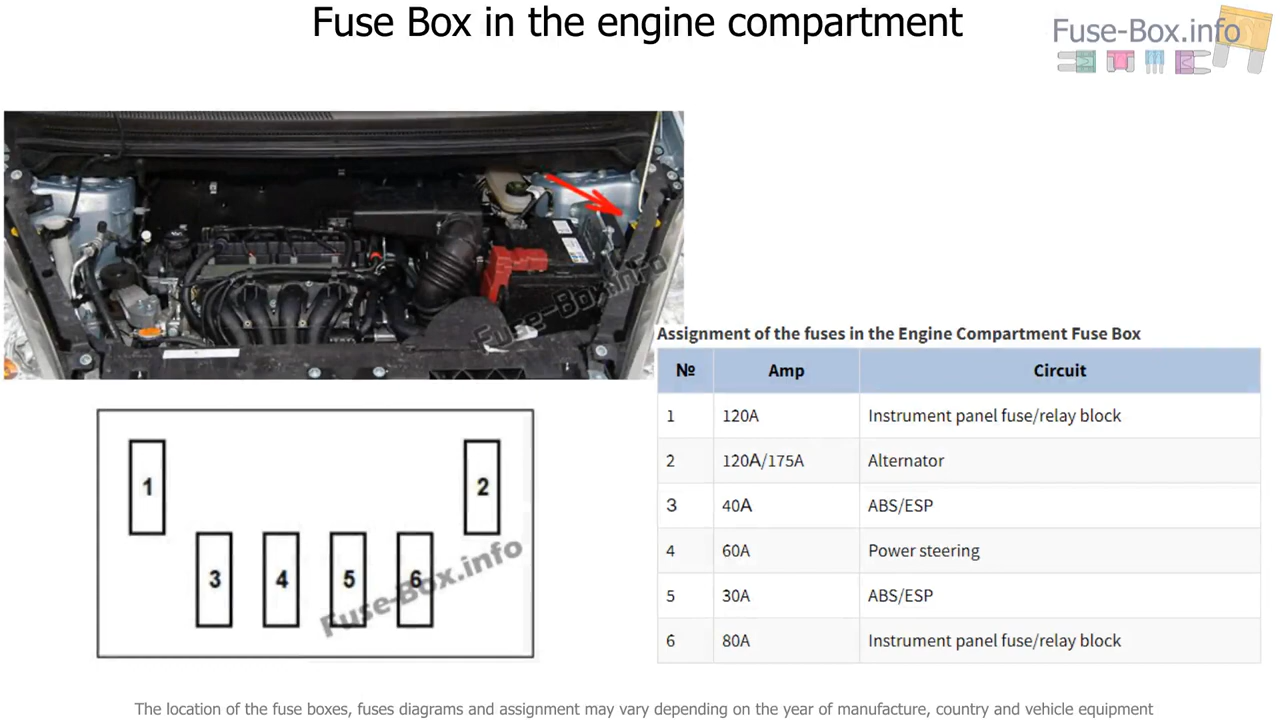 Fuse Box in the engine compartment
Fuse-Box.info
Fuse-Box.info
Assignment of the fuses in the Engine Compartment Fuse Box
№ Amp Circuit
1 120A Instrument panel fuse/relay block
2 120A/175A Alternator
3 40A ABS/ESP
4 60A Power steering
5 30A ABS/ESP
6 80A Instrument panel fuse/relay block
1 2
3 4 5 6
Fuse-Box.info
The location of the fuse boxes, fuses diagrams and assignment may vary depending on the year of manufacture, country and vehicle equipment